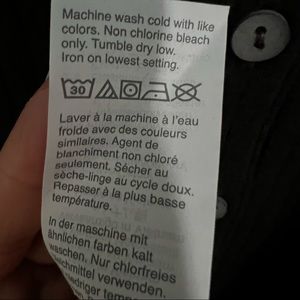 Machine wash cold with like
colors. Non chlorine bleach
only. Tumble dry low.
Iron on lowest setting.
30
Laver à la machine à l'eau
froide avec des couleurs
similaires. Agent de
blanchiment non chloré
seulement. Sécher au
sèche-linge au cycle doux.
Repasser à la plus basse
température.
In der maschine mit
ähnlichen farben kalt
waschen. Nur chlorfreies